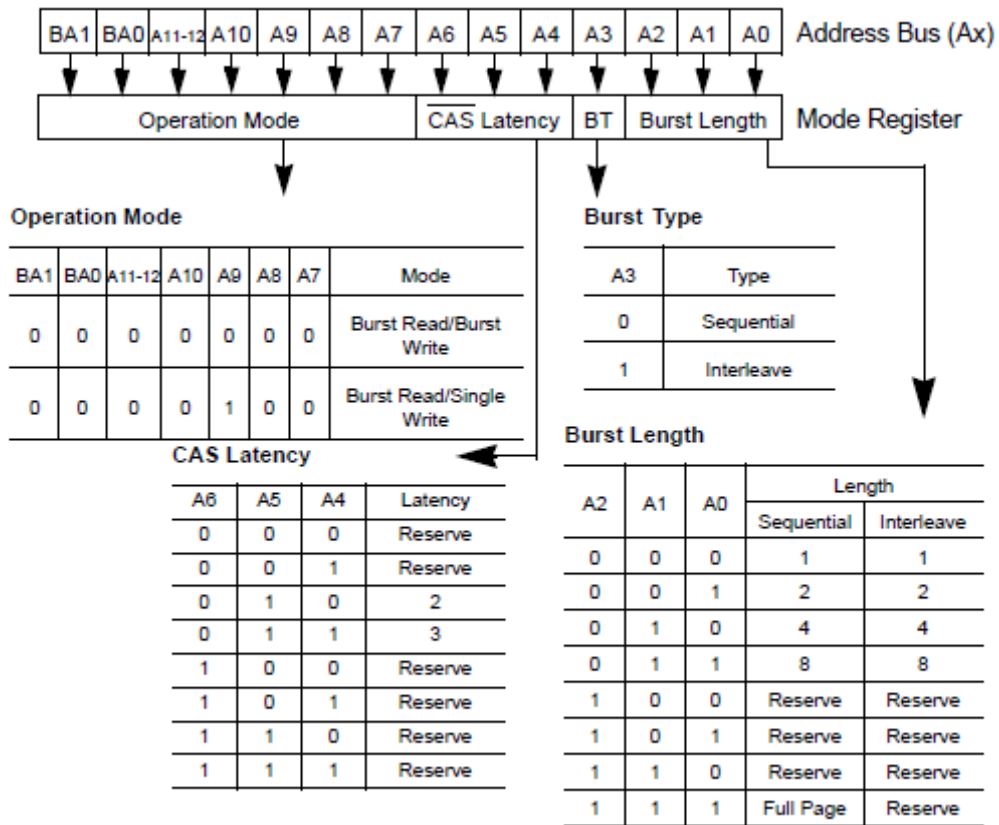 BA1 BA0 A11-12 A10 A9 A8 A7 A6 A5 A4 A3 A2 A1 A0 Address Bus (Ax)
Operation Mode CAS Latency BT Burst Length Mode Register
Operation Mode
BA1 BA0 A11-12 A10 A9 A8 A7 Mode
0 0 0 0 0 0 0 Burst Read/Burst
Write
0 0 0 0 1 0 0 Burst Read/Single
Write
Burst Type
A3 Type
0 Sequential
1 Interleave
CAS Latency
A6 A5 A4 Latency
0 0 0 Reserve
0 0 1 Reserve
0 1 0 2
0 1 1 3
1 0 0 Reserve
1 0 1 Reserve
1 1 0 Reserve
1 1 1 Reserve
Burst Length
A2 A1 A0 Length
Sequential Interleave
0 0 0 1 1
0 0 1 2 2
0 1 0 4 4
0 1 1 8 8
1 0 0 Reserve Reserve
1 0 1 Reserve Reserve
1 1 0 Reserve Reserve
1 1 1 Full Page Reserve